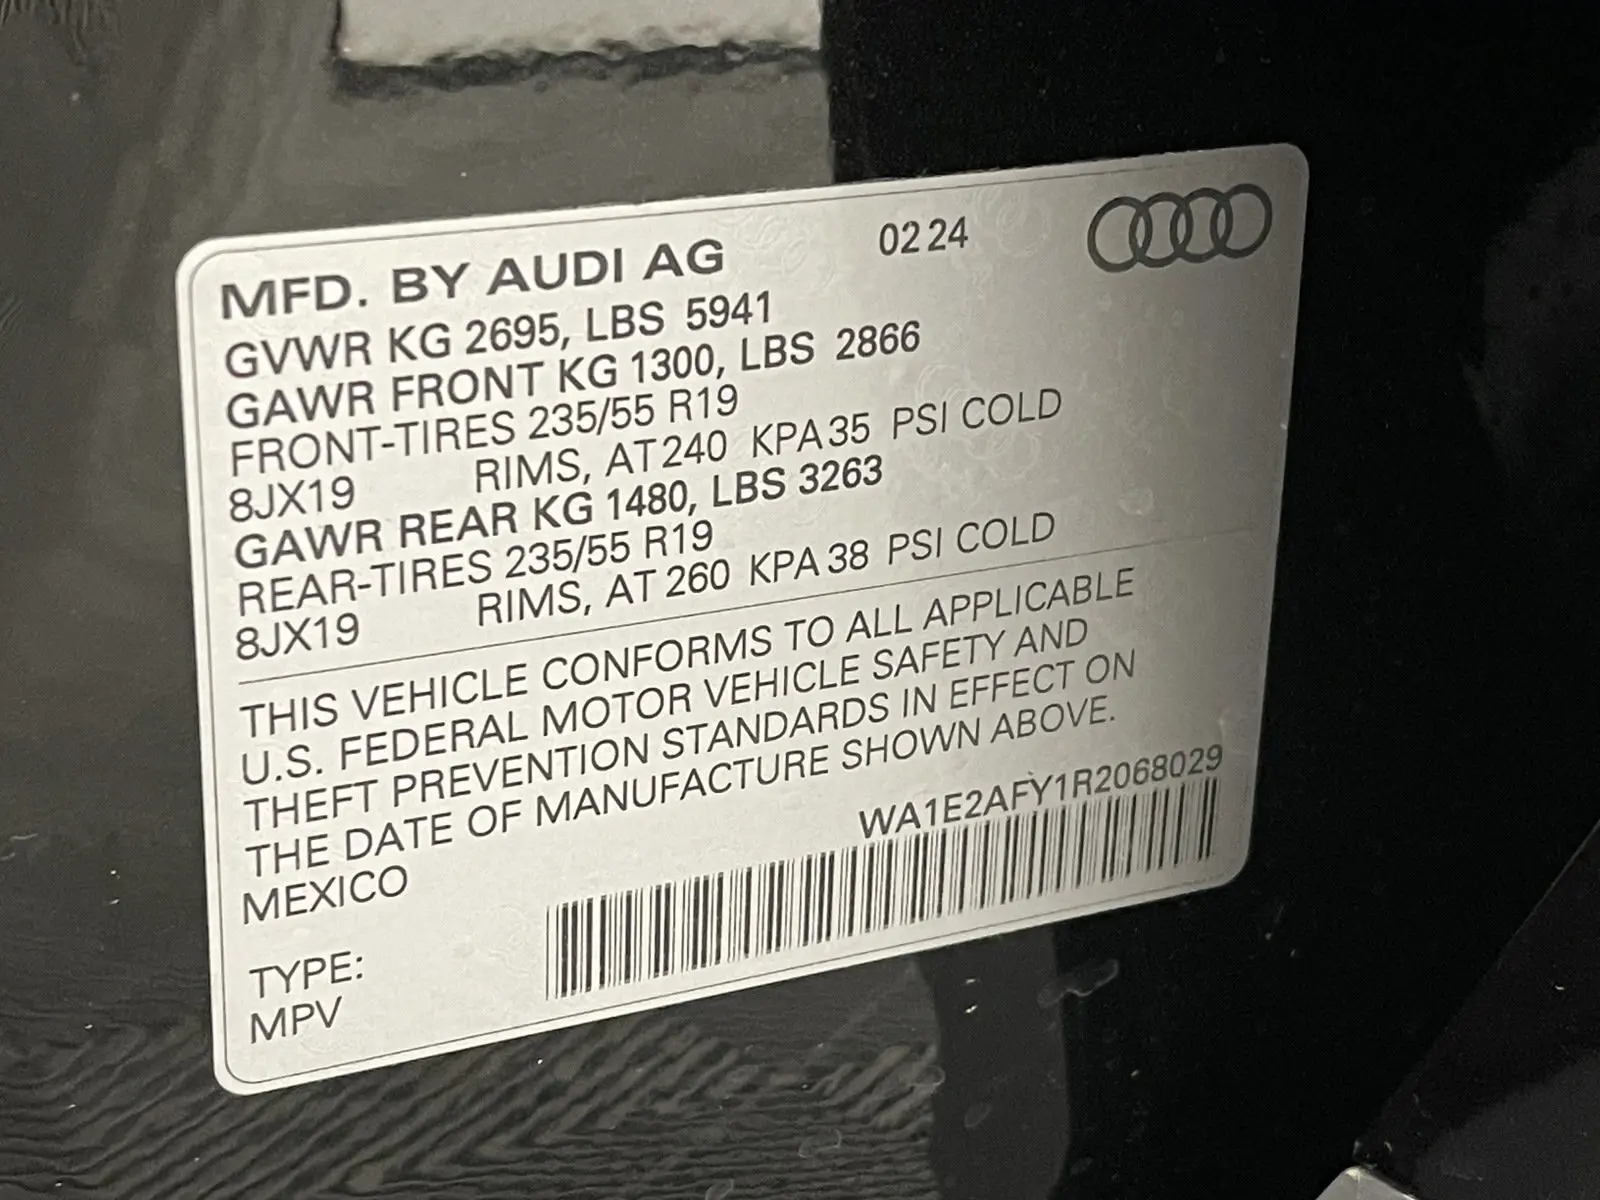 MFD. BY AUDI AG 02 24
GVWR KG 2695, LBS 5941
GAWR FRONT KG 1300, LBS 2866
FRONT-TIRES 235/55 R19
8JX19 RIMS, AT 240 KPA 35 PSI COLD
GAWR REAR KG 1480, LBS 3263
REAR-TIRES 235/55 R19
8JX19 RIMS, AT 260 KPA 38 PSI COLD
THIS VEHICLE CONFORMS TO ALL APPLICABLE
U.S. FEDERAL MOTOR VEHICLE SAFETY AND
THEFT PREVENTION STANDARDS IN EFFECT ON
THE DATE OF MANUFACTURE SHOWN ABOVE.
MEXICO WA1E2AFY1R2068029
TYPE:
MPV